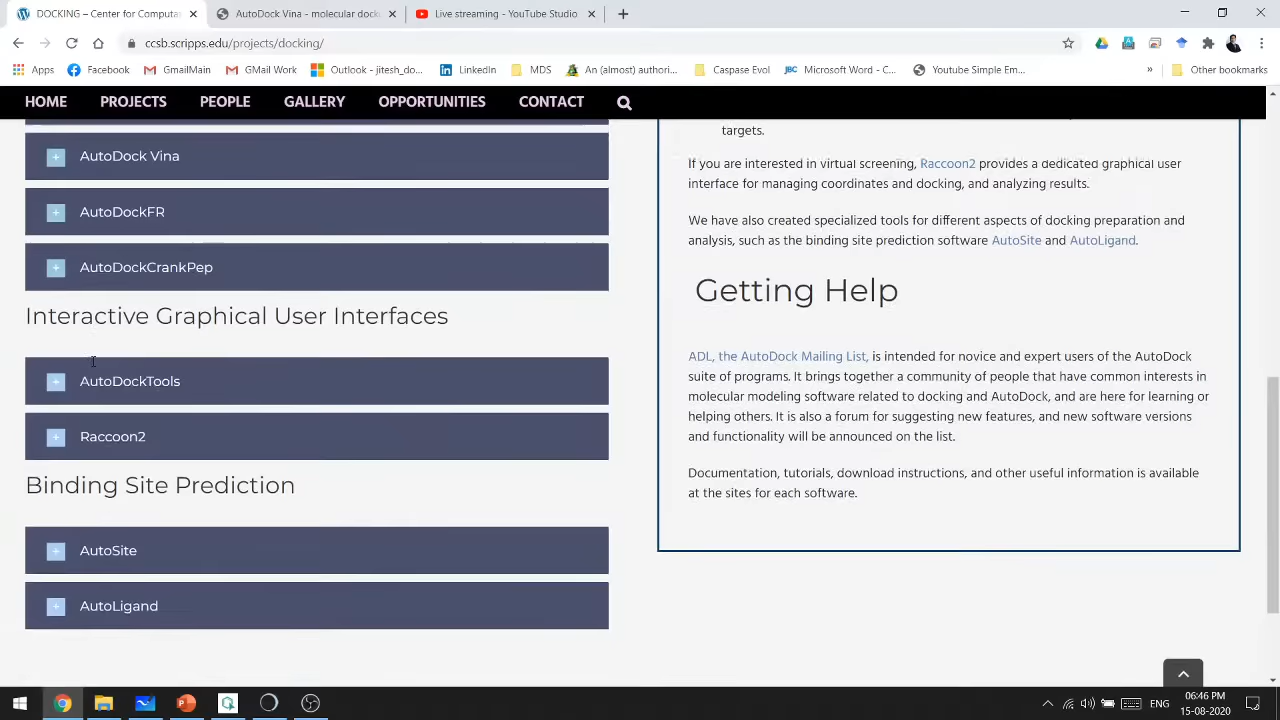 DOCKING – Center for Computa
AutoDock Vina - molecular dock
Live streaming - YouTube Studio
ccsb.scripps.edu/projects/docking/
Apps
Facebook
GmailMain
GMail Work
Outlook - jitesh_do...
LinkedIn
MDS
An (almost) authori...
Caspase Evol
JBC
Microsoft Word - C...
Youtube Simple En...
»
Other bookmarks
HOME
PROJECTS
PEOPLE
GALLERY
OPPORTUNITIES
CONTACT
AutoDock Vina
AutoDockFR
AutoDockCrankPep
Interactive Graphical User Interfaces
AutoDockTools
Raccoon2
Binding Site Prediction
AutoSite
AutoLigand
targets.
If you are interested in virtual screening, Raccoon2 provides a dedicated graphical user
interface for managing coordinates and docking, and analyzing results.
We have also created specialized tools for different aspects of docking preparation and
analysis, such as the binding site prediction software AutoSite and AutoLigand.
Getting Help
ADL, the AutoDock Mailing List, is intended for novice and expert users of the AutoDock
suite of programs. It brings together a community of people that have common interests in
molecular modeling software related to docking and AutoDock, and are here for learning or
helping others. It is also a forum for suggesting new features, and new software versions
and functionality will be announced on the list.
Documentation, tutorials, download instructions, and other useful information is available
at the sites for each software.
ENG
06:46 PM
15-08-2020